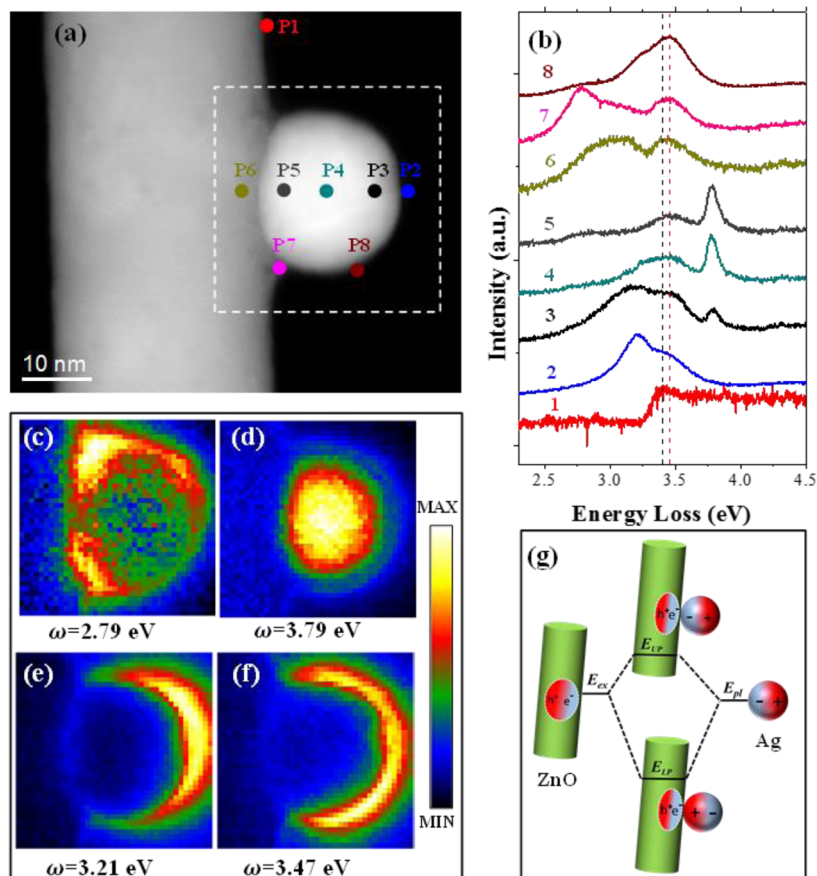 (a)
P1
P6 P5 P4 P3 P2
P7 P8
10 nm
(b)
8
7
6
5
4
3
2
1
Intensity (a.u.)
2.5 3.0 3.5 4.0 4.5
Energy Loss (eV)
(c) (d)
ω=2.79 eV ω=3.79 eV
(e) (f)
ω=3.21 eV ω=3.47 eV
MAX
MIN
(g)
h⁺e⁻ - +
E_UP
E_ex E_pl
h⁺ e⁻ - +
ZnO Ag
E_LP
h⁺e⁻ + -